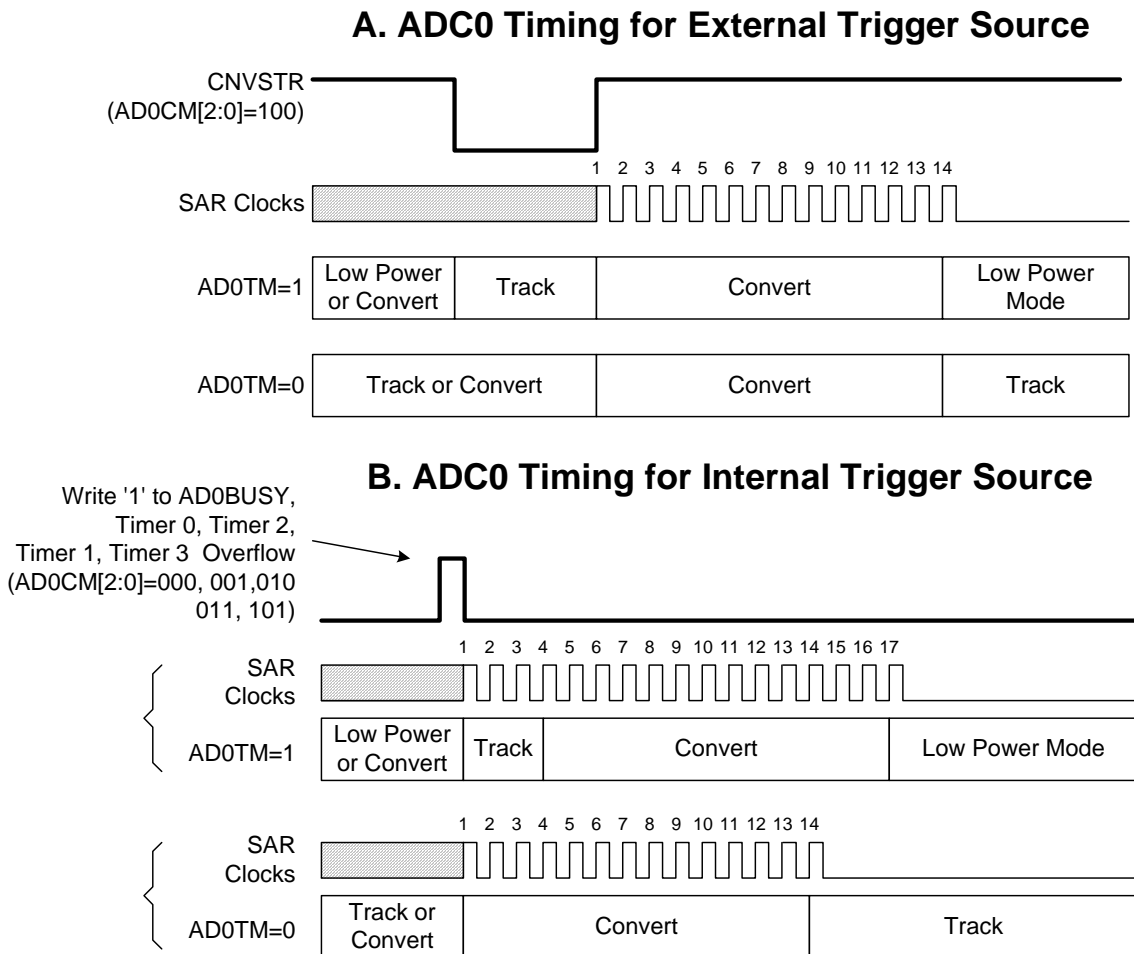 A. ADC0 Timing for External Trigger Source
CNVSTR
(AD0CM[2:0]=100)
1 2 3 4 5 6 7 8 9 10 11 12 13 14
SAR Clocks
AD0TM=1
Low Power
or Convert
Track
Convert
Low Power
Mode
AD0TM=0
Track or Convert
Convert
Track
B. ADC0 Timing for Internal Trigger Source
Write '1' to AD0BUSY,
Timer 0, Timer 2,
Timer 1, Timer 3 Overflow
(AD0CM[2:0]=000, 001,010
011, 101)
1 2 3 4 5 6 7 8 9 10 11 12 13 14 15 16 17
SAR
Clocks
AD0TM=1
Low Power
or Convert
Track
Convert
Low Power Mode
1 2 3 4 5 6 7 8 9 10 11 12 13 14
SAR
Clocks
AD0TM=0
Track or
Convert
Convert
Track